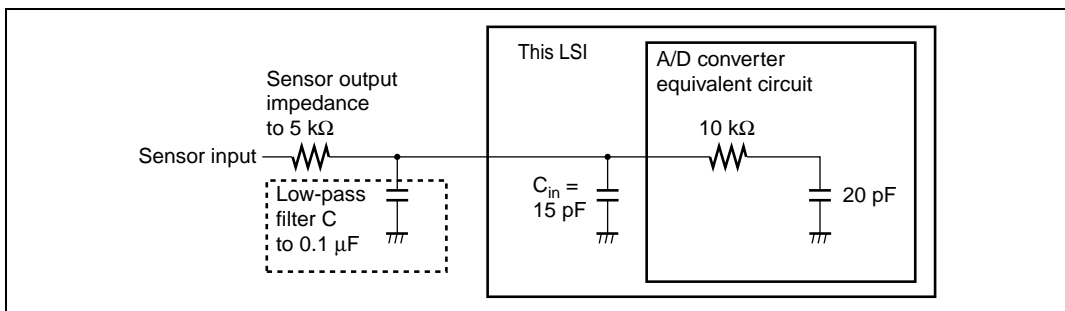 This LSI
A/D converter
equivalent circuit
Sensor output
impedance
to 5 kΩ
10 kΩ
Sensor input
Low-pass
filter C
to 0.1 μF
Cin =
15 pF
20 pF